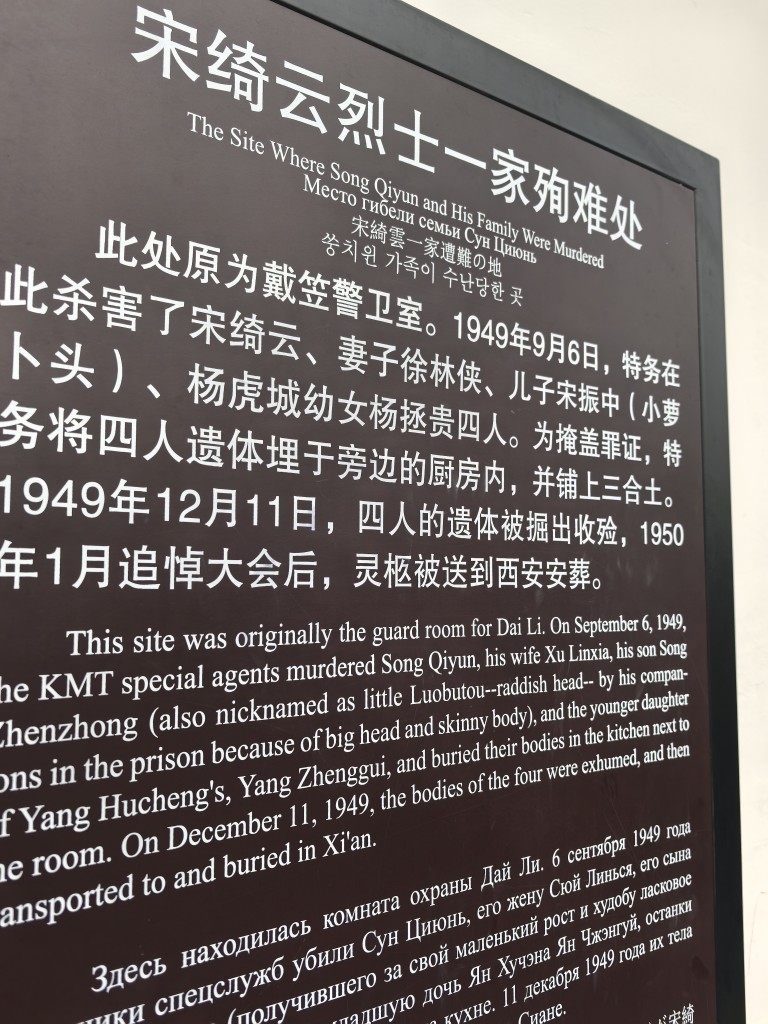 宋绮云烈士一家殉难处
The Site Where Song Qiyun and His Family Were Murdered
Место гибели семьи Сун Циюнь
宋綺雲一家遭難の地
쑹치윈 가족이 수난당한 곳
此处原为戴笠警卫室。1949年9月6日，特务在
此杀害了宋绮云、妻子徐林侠、儿子宋振中（小萝
卜头）、杨虎城幼女杨拯贵四人。为掩盖罪证，特
务将四人遗体埋于旁边的厨房内，并铺上三合土。
1949年12月11日，四人的遗体被掘出收殓，1950
年1月追悼大会后，灵柩被送到西安安葬。
This site was originally the guard room for Dai Li. On September 6, 1949,
he KMT special agents murdered Song Qiyun, his wife Xu Linxia, his son Song
Zhenzhong (also nicknamed as little Luobutou--raddish head-- by his compan-
ons in the prison because of big head and skinny body), and the younger daughter
f Yang Hucheng's, Yang Zhenggui, and buried their bodies in the kitchen next to
he room. On December 11, 1949, the bodies of the four were exhumed, and then
ansported to and buried in Xi'an.
Здесь находилась комната охраны Дай Ли. 6 сентября 1949 года
ники спецслужб убили Сун Циюнь, его жену Сюй Линься, его сына
(получившего за свой маленький рост и худобу ласковое
ладшую дочь Ян Хучэна Ян Чжэнгуй, останки
кухне. 11 декабря 1949 года их тела
Сиане.
が宋綺